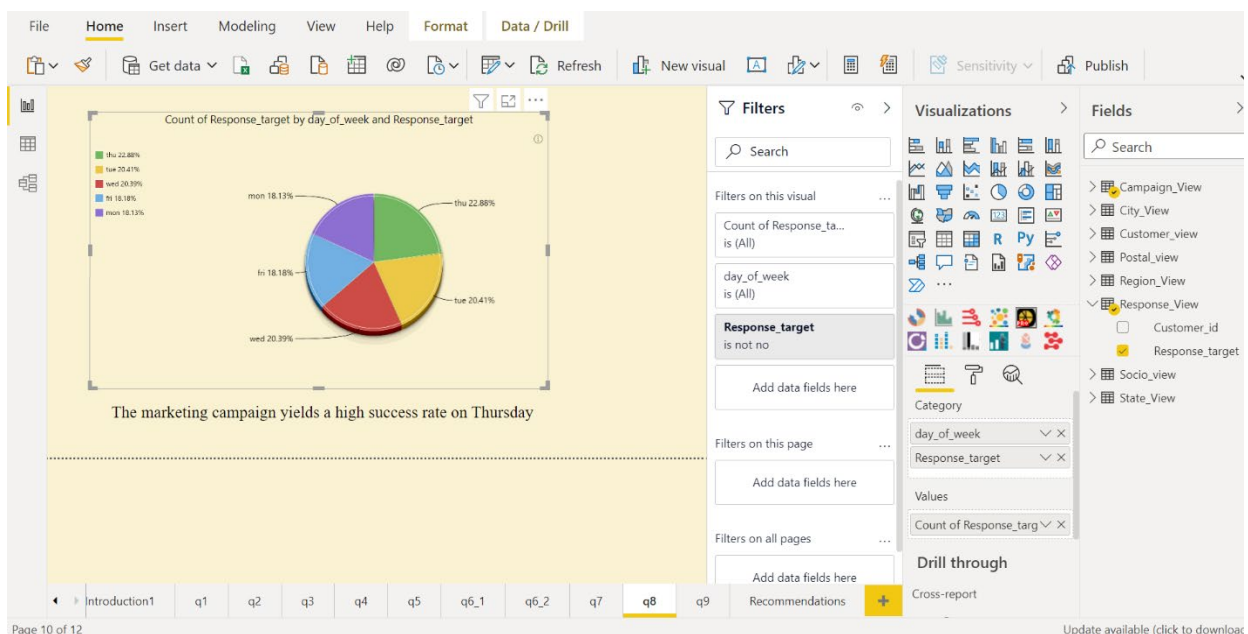 File Home Insert Modeling View Help Format Data / Drill
Get data Refresh New visual A Sensitivity Publish
Count of Response_target by day_of_week and Response_target
thu 22.88%
tue 20.41%
wed 20.39%
fri 18.18%
mon 18.13%
mon 18.13%
thu 22.88%
fri 18.18%
tue 20.41%
wed 20.39%
The marketing campaign yields a high success rate on Thursday
Filters
Search
Filters on this visual ...
Count of Response_ta...
is (All)
day_of_week
is (All)
Response_target
is not no
Add data fields here
Filters on this page ...
Add data fields here
Filters on all pages ...
Add data fields here
Visualizations
123
R Py
...
Category
day_of_week
Response_target
Values
Count of Response_targ
Drill through
Cross-report
Fields
Search
Campaign_View
City_View
Customer_view
Postal_view
Region_View
Response_View
Customer_id
Response_target
Socio_view
State_View
Introduction1 q1 q2 q3 q4 q5 q6_1 q6_2 q7 q8 q9 Recommendations +
Page 10 of 12
Update available (click to download